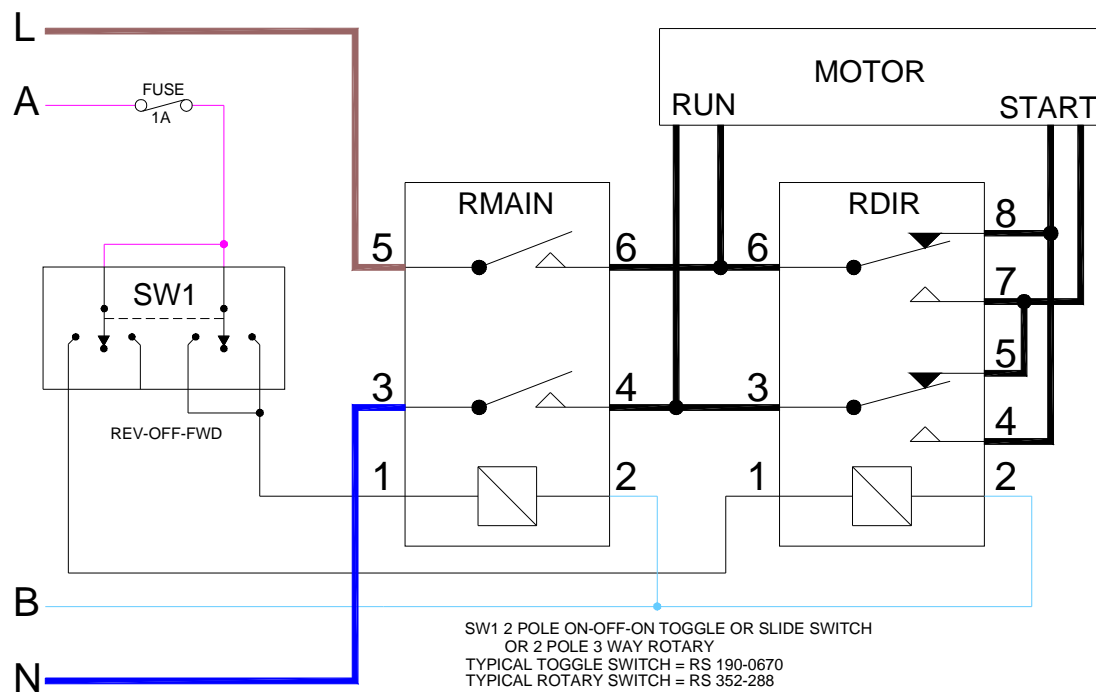 L
MOTOR
A
FUSE
1A
RUN
START
RMAIN
RDIR
8
5
6
6
7
SW1
5
3
4
3
4
REV-OFF-FWD
1
2
1
2
B
SW1 2 POLE ON-OFF-ON TOGGLE OR SLIDE SWITCH
OR 2 POLE 3 WAY ROTARY
TYPICAL TOGGLE SWITCH = RS 190-0670
TYPICAL ROTARY SWITCH = RS 352-288
N